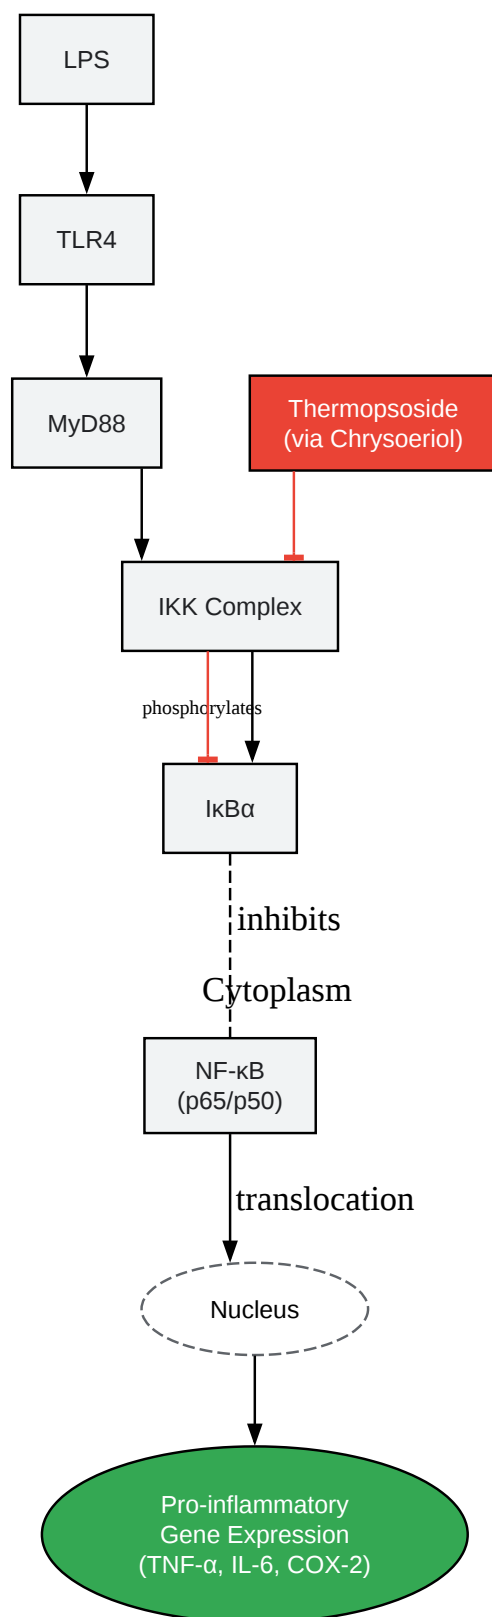 LPS
TLR4
MyD88
Thermopsoside
(via Chrysoeriol)
IKK Complex
phosphorylates
IκBα
inhibits
Cytoplasm
NF-κB
(p65/p50)
translocation
Nucleus
Pro-inflammatory
Gene Expression
(TNF-α, IL-6, COX-2)